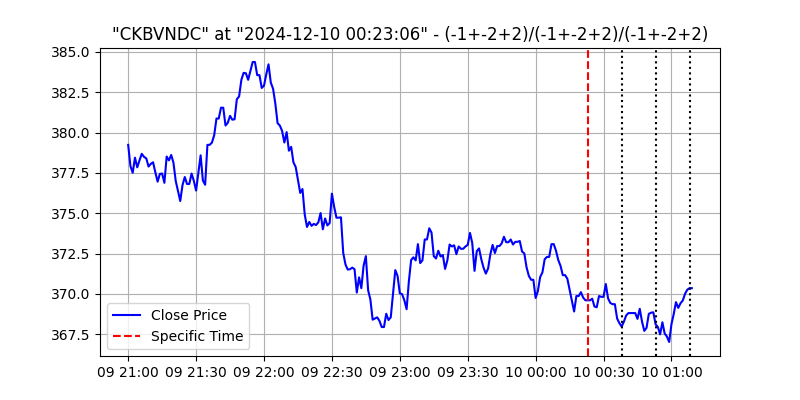 "CKBVNDC" at "2024-12-10 00:23:06" - (-1+-2+2)/(-1+-2+2)/(-1+-2+2)
385.0
382.5
380.0
377.5
375.0
372.5
370.0
367.5
Close Price
Specific Time
09 21:00 09 21:30 09 22:00 09 22:30 09 23:00 09 23:30 10 00:00 10 00:30 10 01:00